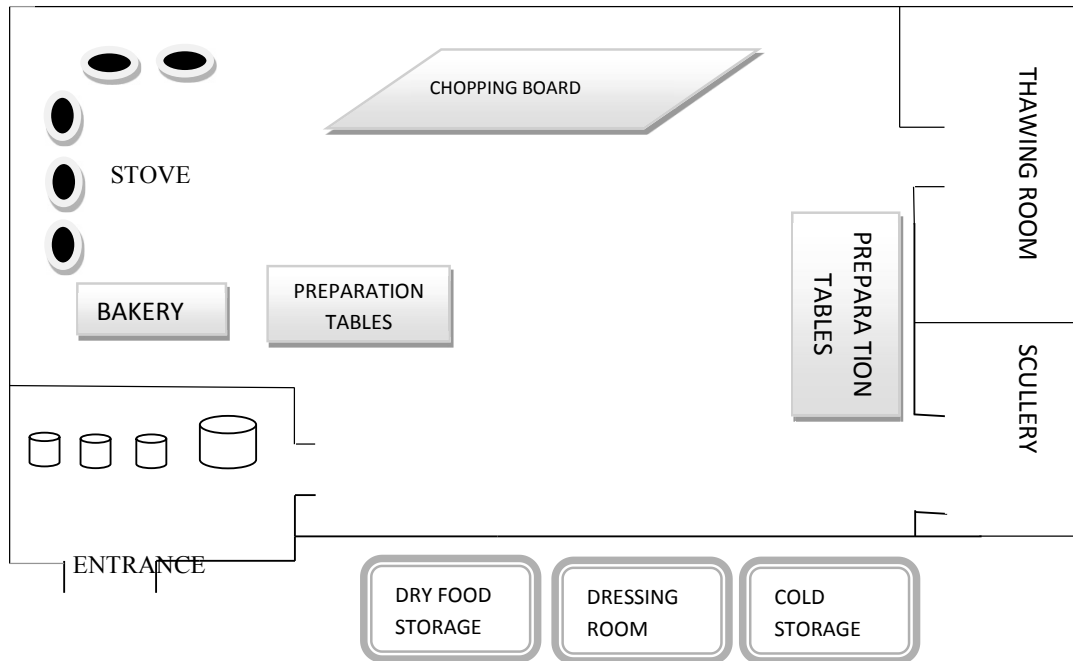 CHOPPING BOARD
THAWING ROOM
STOVE
PREPARA TION
TABLES
BAKERY
PREPARATION
TABLES
SCULLERY
ENTRANCE
DRY FOOD
STORAGE
DRESSING
ROOM
COLD
STORAGE